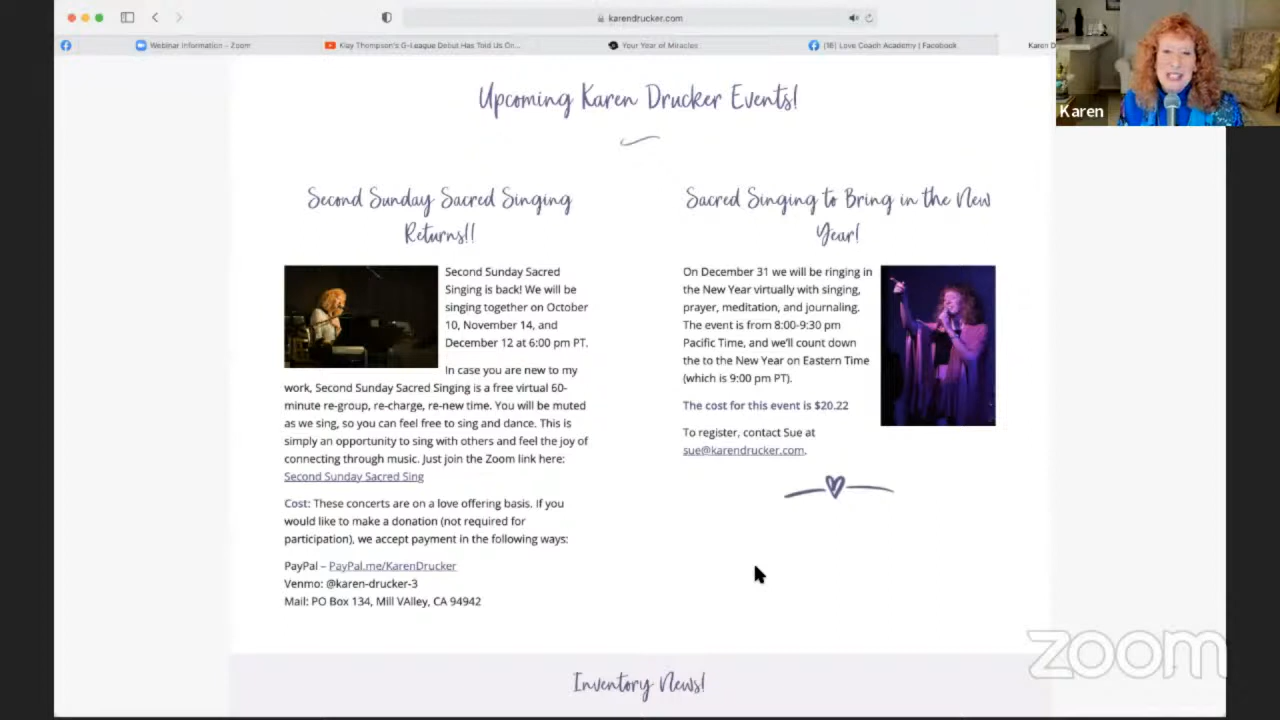 karendrucker.com
Webinar Information - Zoom
Klay Thompson's G-League Debut Has Told Us On...
Your Year of Miracles
(18) Love Coach Academy | Facebook
Karen D
Karen
Upcoming Karen Drucker Events!
Second Sunday Sacred Singing
Returns!!
Second Sunday Sacred
Singing is back! We will be
singing together on October
10, November 14, and
December 12 at 6:00 pm PT.
In case you are new to my
work, Second Sunday Sacred Singing is a free virtual 60-
minute re-group, re-charge, re-new time. You will be muted
as we sing, so you can feel free to sing and dance. This is
simply an opportunity to sing with others and feel the joy of
connecting through music. Just join the Zoom link here:
Second Sunday Sacred Sing
Cost: These concerts are on a love offering basis. If you
would like to make a donation (not required for
participation), we accept payment in the following ways:
PayPal – PayPal.me/KarenDrucker
Venmo: @karen-drucker-3
Mail: PO Box 134, Mill VAlley, CA 94942
Sacred Singing to Bring in the New
Year!
On December 31 we will be ringing in
the New Year virtually with singing,
prayer, meditation, and journaling.
The event is from 8:00-9:30 pm
Pacific Time, and we'll count down
the to the New Year on Eastern Time
(which is 9:00 pm PT).
The cost for this event is $20.22
To register, contact Sue at
sue@karendrucker.com.
Inventory News!
zoom